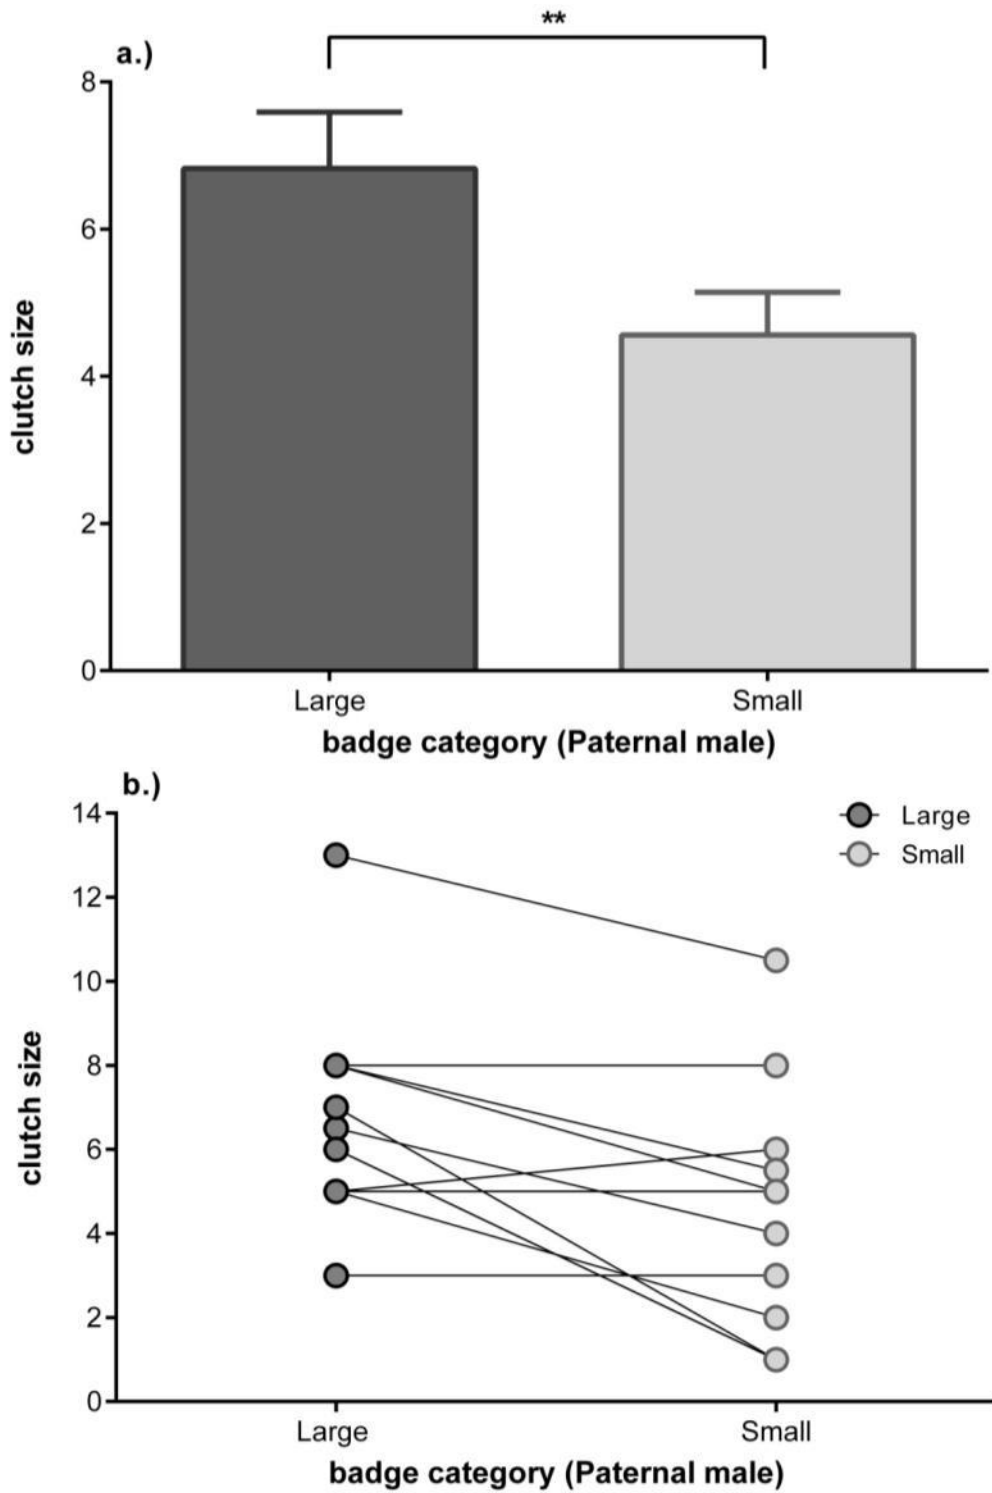 **
a.)
8
6
4
2
0
clutch size
Large Small
badge category (Paternal male)
b.)
14
12
10
8
6
4
2
0
clutch size
Large
Small
Large Small
badge category (Paternal male)